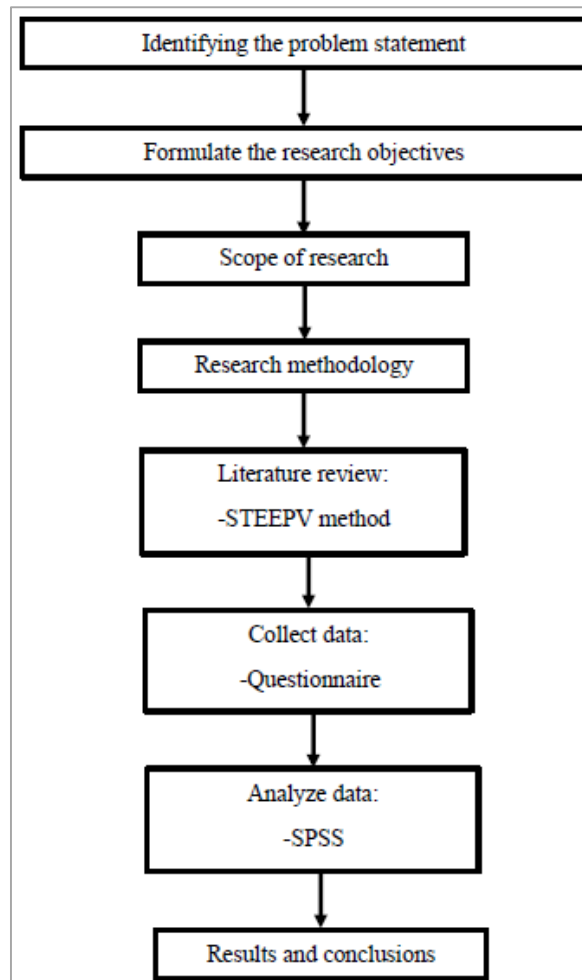 Identifying the problem statement
Formulate the research objectives
Scope of research
Research methodology
Literature review:
-STEEPV method
Collect data:
-Questionnaire
Analyze data:
-SPSS
Results and conclusions